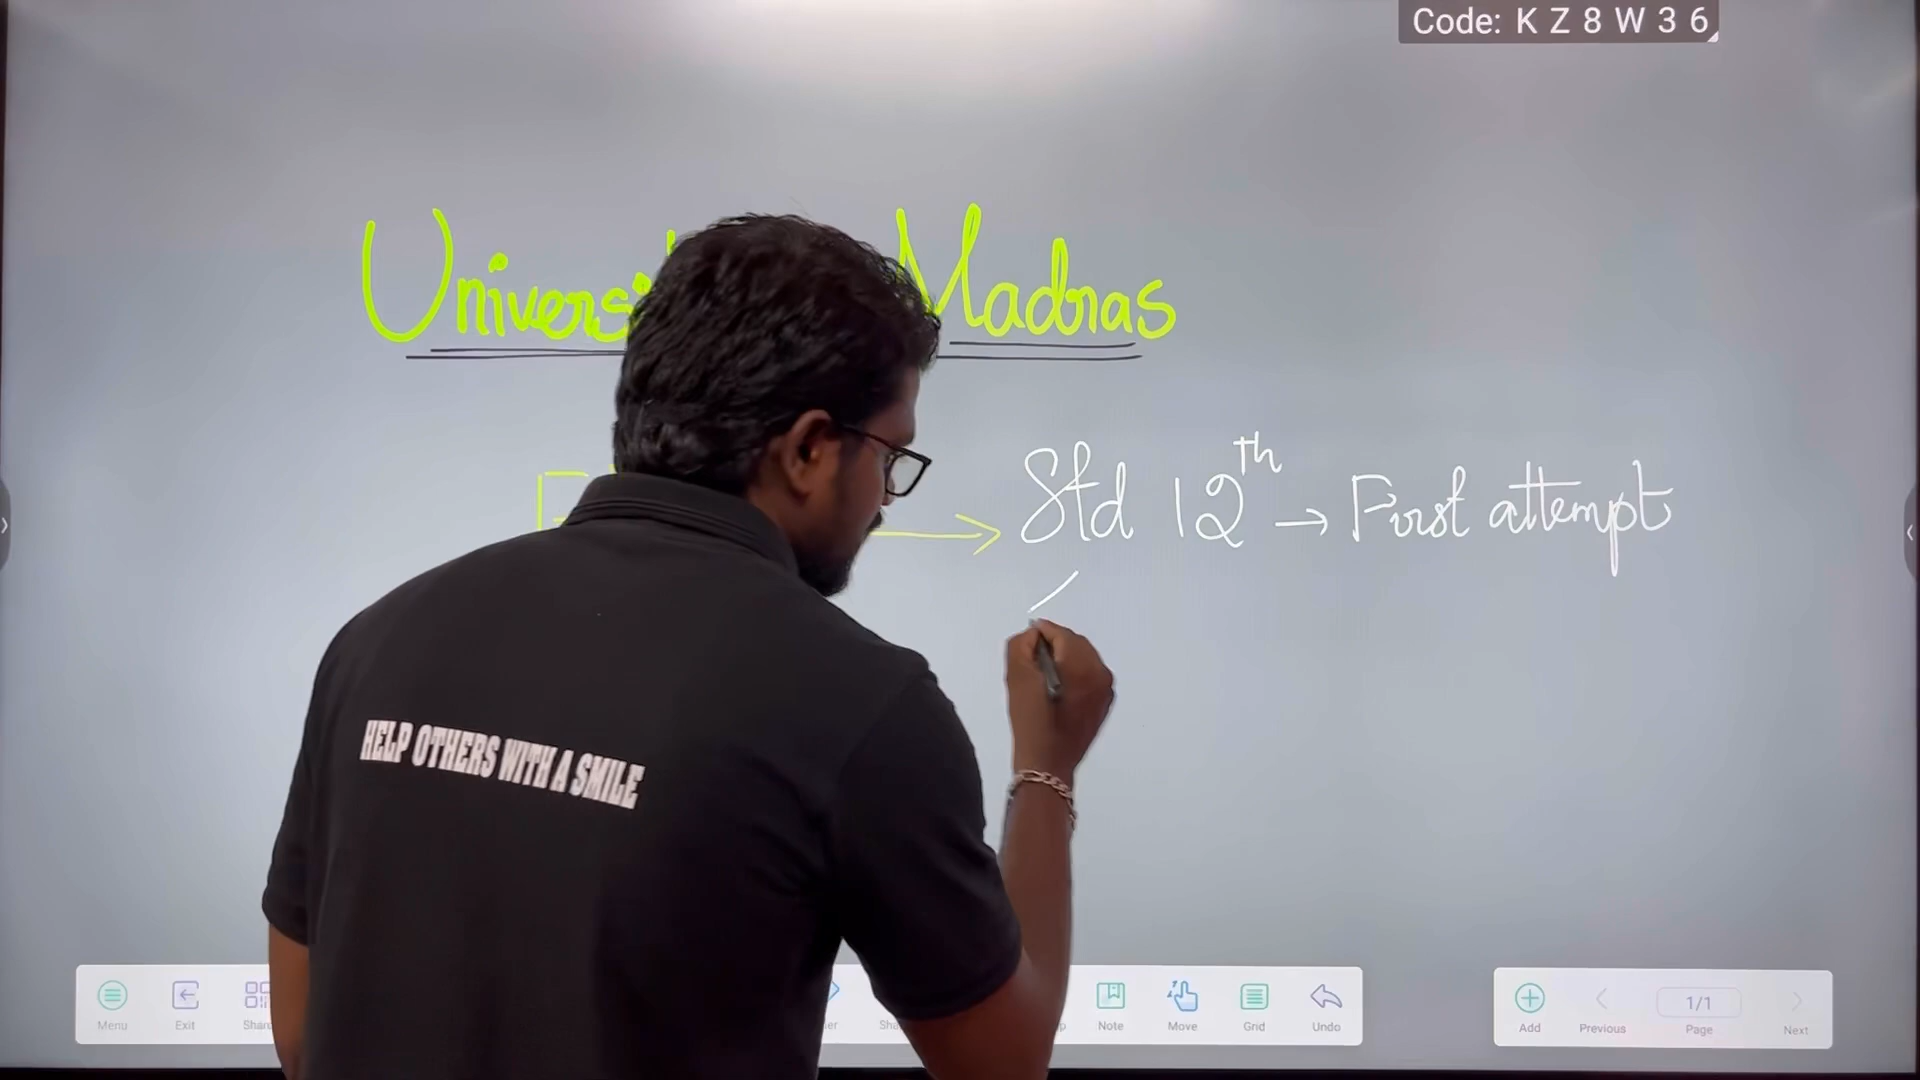 Code: K Z 8 W 3 6
Madras
Std 12th → First attempt
HELP OTHERS WITH A SMILE
Menu
Exit
Note
Move
Grid
Undo
Add
Previous
1/1
Page
Next